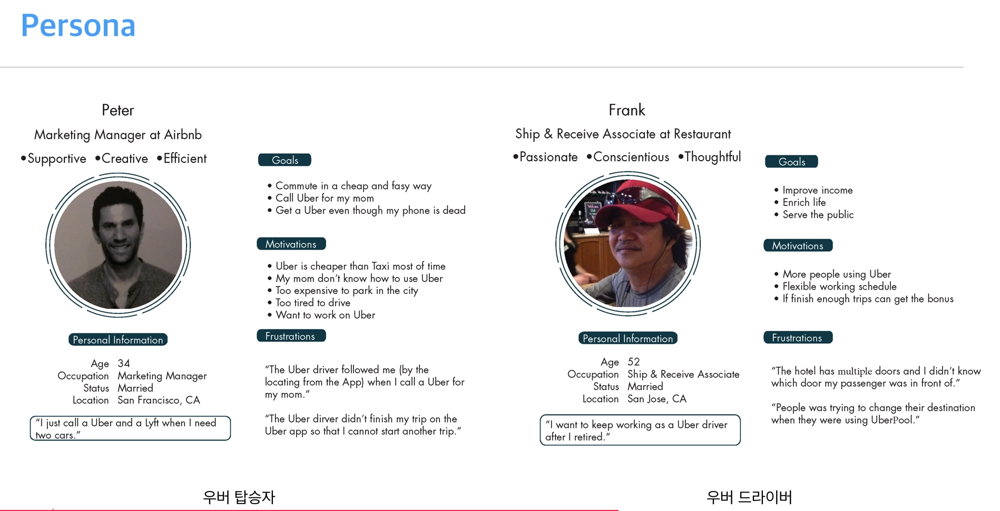 Persona
Peter
Marketing Manager at Airbnb
•Supportive •Creative •Efficient
Personal Information
Age 34
Occupation Marketing Manager
Status Married
Location San Francisco, CA
“I just call a Uber and a Lyft when I need
two cars.”
Goals
• Commute in a cheap and fasy way
• Call Uber for my mom
• Get a Uber even though my phone is dead
Motivations
• Uber is cheaper than Taxi most of time
• My mom don’t know how to use Uber
• Too expensive to park in the city
• Too tired to drive
• Want to work on Uber
Frustrations
“The Uber driver followed me (by the
locating from the App) when I call a Uber for
my mom.”
“The Uber dirver didn’t finish my trip on the
Uber app so that I cannot start another trip.”
우버 탑승자
Frank
Ship & Receive Associate at Restaurant
•Passionate •Conscientious •Thoughtful
Welcome
Personal Information
Age 52
Occupation Ship & Receive Associate
Status Married
Location San Jose, CA
“I want to keep working as a Uber driver
after I retired.”
Goals
• Improve income
• Enrich life
• Serve the public
Motivations
• More people using Uber
• Flexible working schedule
• If finish enough trips can get the bonus
Frustrations
“The hotel has multiple doors and I didn’t know
which door my passenger was in front of.”
“People was trying to change their destination
when they were using UberPool.”
우버 드라이버